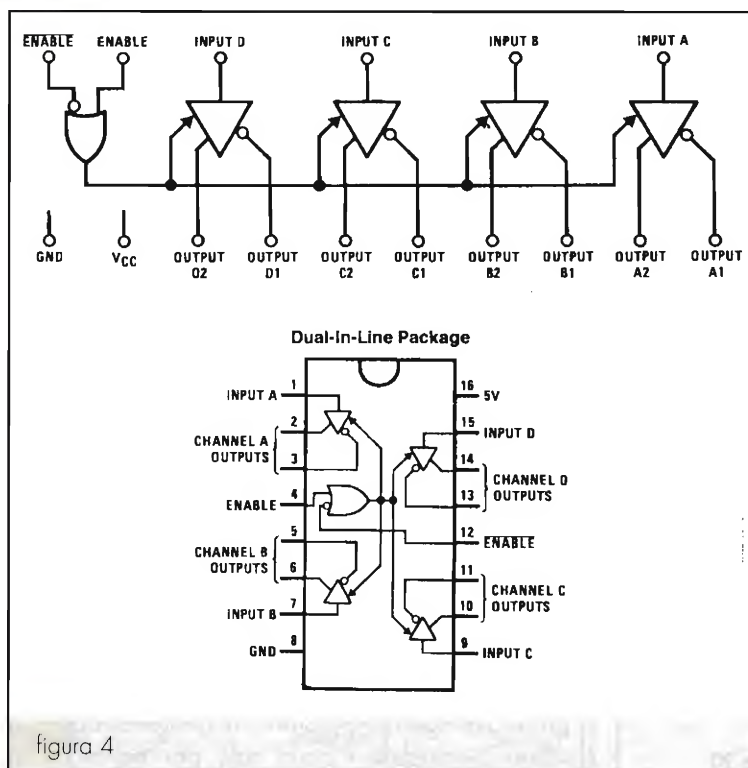 E̅N̅A̅B̅L̅E̅ ENABLE INPUT D INPUT C INPUT B INPUT A
GND VCC OUTPUT D2 OUTPUT D1 OUTPUT C2 OUTPUT C1 OUTPUT B2 OUTPUT B1 OUTPUT A2 OUTPUT A1
Dual-In-Line Package
INPUT A 1
2
CHANNEL A OUTPUTS
3
ENABLE 4
5
CHANNEL B OUTPUTS
6
INPUT B 7
GND 8
16 5V
15 INPUT D
14
CHANNEL D OUTPUTS
13
12 E̅N̅A̅B̅L̅E̅
11
CHANNEL C OUTPUTS
10
9 INPUT C
figura 4